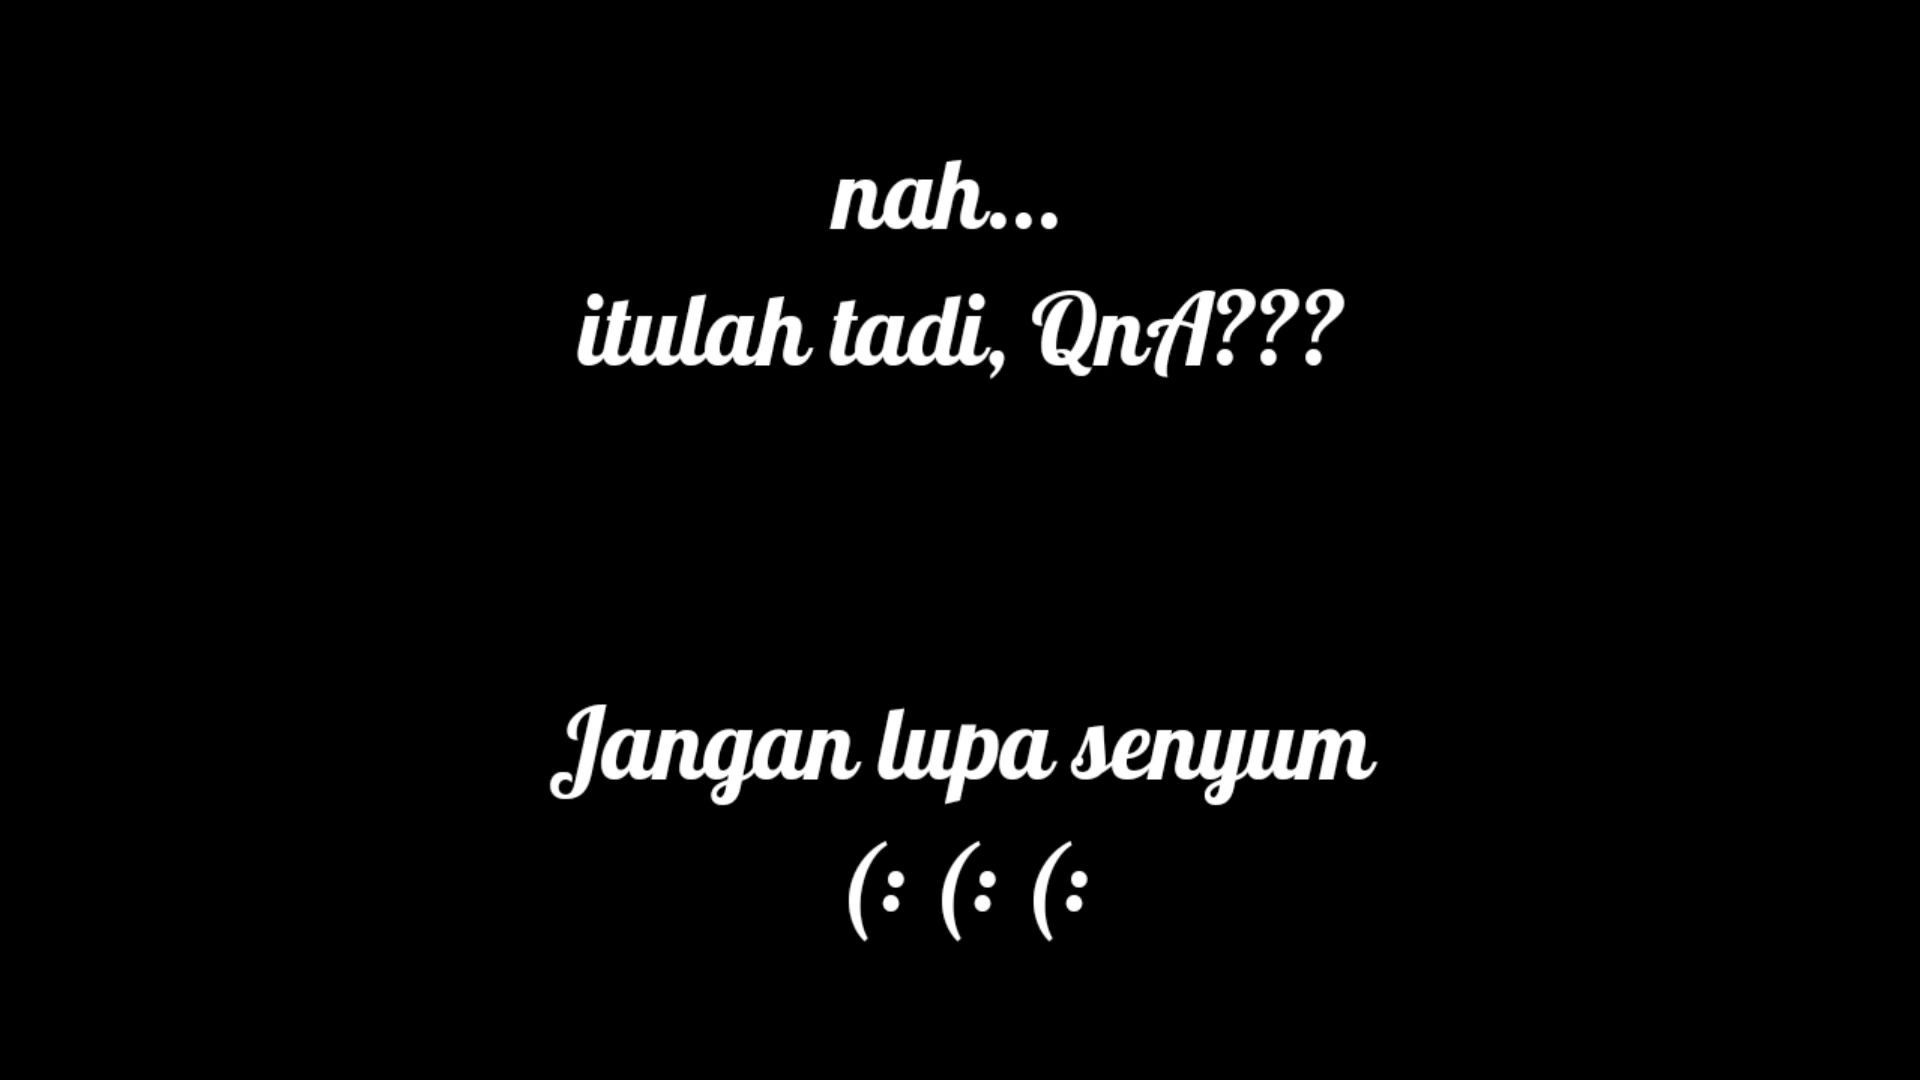 nah...
itulah tadi, QnA???
Jangan lupa senyum
(: (: (: